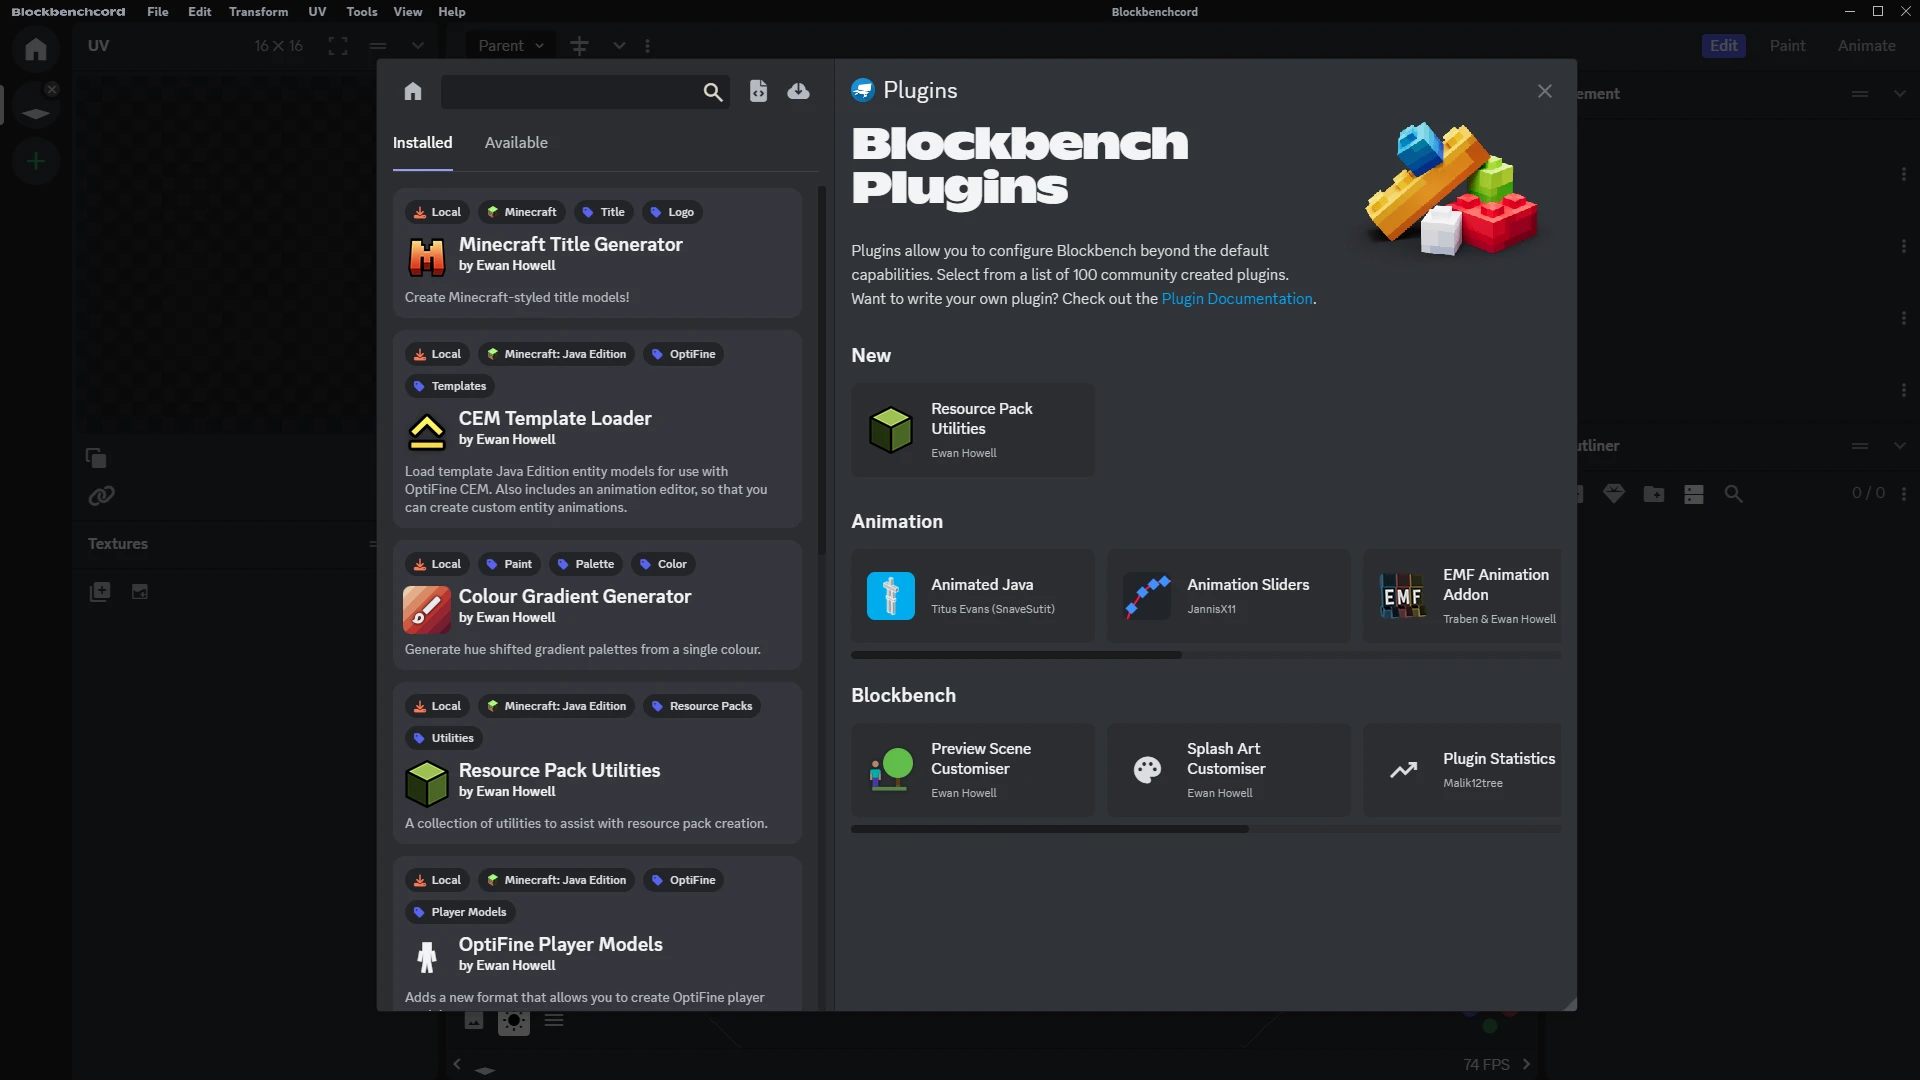 Blockbenchcord File Edit Transform UV Tools View Help Blockbenchcord
UV 16 × 16 Parent Edit Paint Animate
Plugins
ement
Installed Available
Blockbench
Plugins
Plugins allow you to configure Blockbench beyond the default
capabilities. Select from a list of 100 community created plugins.
Want to write your own plugin? Check out the Plugin Documentation.
Local Minecraft Title Logo
Minecraft Title Generator
by Ewan Howell
Create Minecraft-styled title models!
Local Minecraft: Java Edition OptiFine
Templates
CEM Template Loader
by Ewan Howell
Load template Java Edition entity models for use with
OptiFine CEM. Also includes an animation editor, so that you
can create custom entity animations.
Local Paint Palette Color
Colour Gradient Generator
by Ewan Howell
Generate hue shifted gradient palettes from a single colour.
Local Minecraft: Java Edition Resource Packs
Utilities
Resource Pack Utilities
by Ewan Howell
A collection of utilities to assist with resource pack creation.
Local Minecraft: Java Edition OptiFine
Player Models
OptiFine Player Models
by Ewan Howell
Adds a new format that allows you to create OptiFine player
New
Resource Pack
Utilities
Ewan Howell
Animation
Animated Java
Titus Evans (SnaveSutit)
Animation Sliders
JannisX11
EMF
EMF Animation
Addon
Traben & Ewan Howell
Blockbench
Preview Scene
Customiser
Ewan Howell
Splash Art
Customiser
Ewan Howell
Plugin Statistics
Malik12tree
Textures
utliner
0 / 0
74 FPS